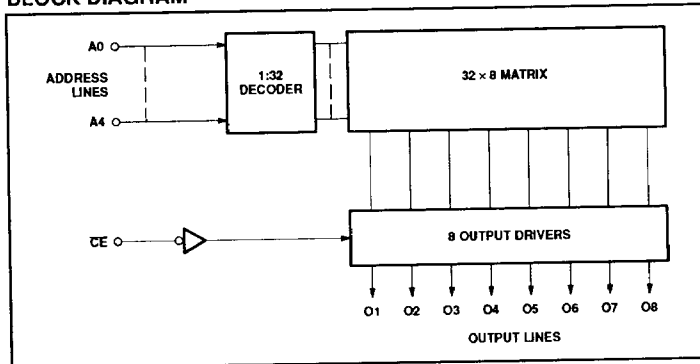 BLOCK DIAGRAM
A0
ADDRESS
LINES
A4
1:32
DECODER
32 × 8 MATRIX
CE
8 OUTPUT DRIVERS
O1 O2 O3 O4 O5 O6 O7 O8
OUTPUT LINES